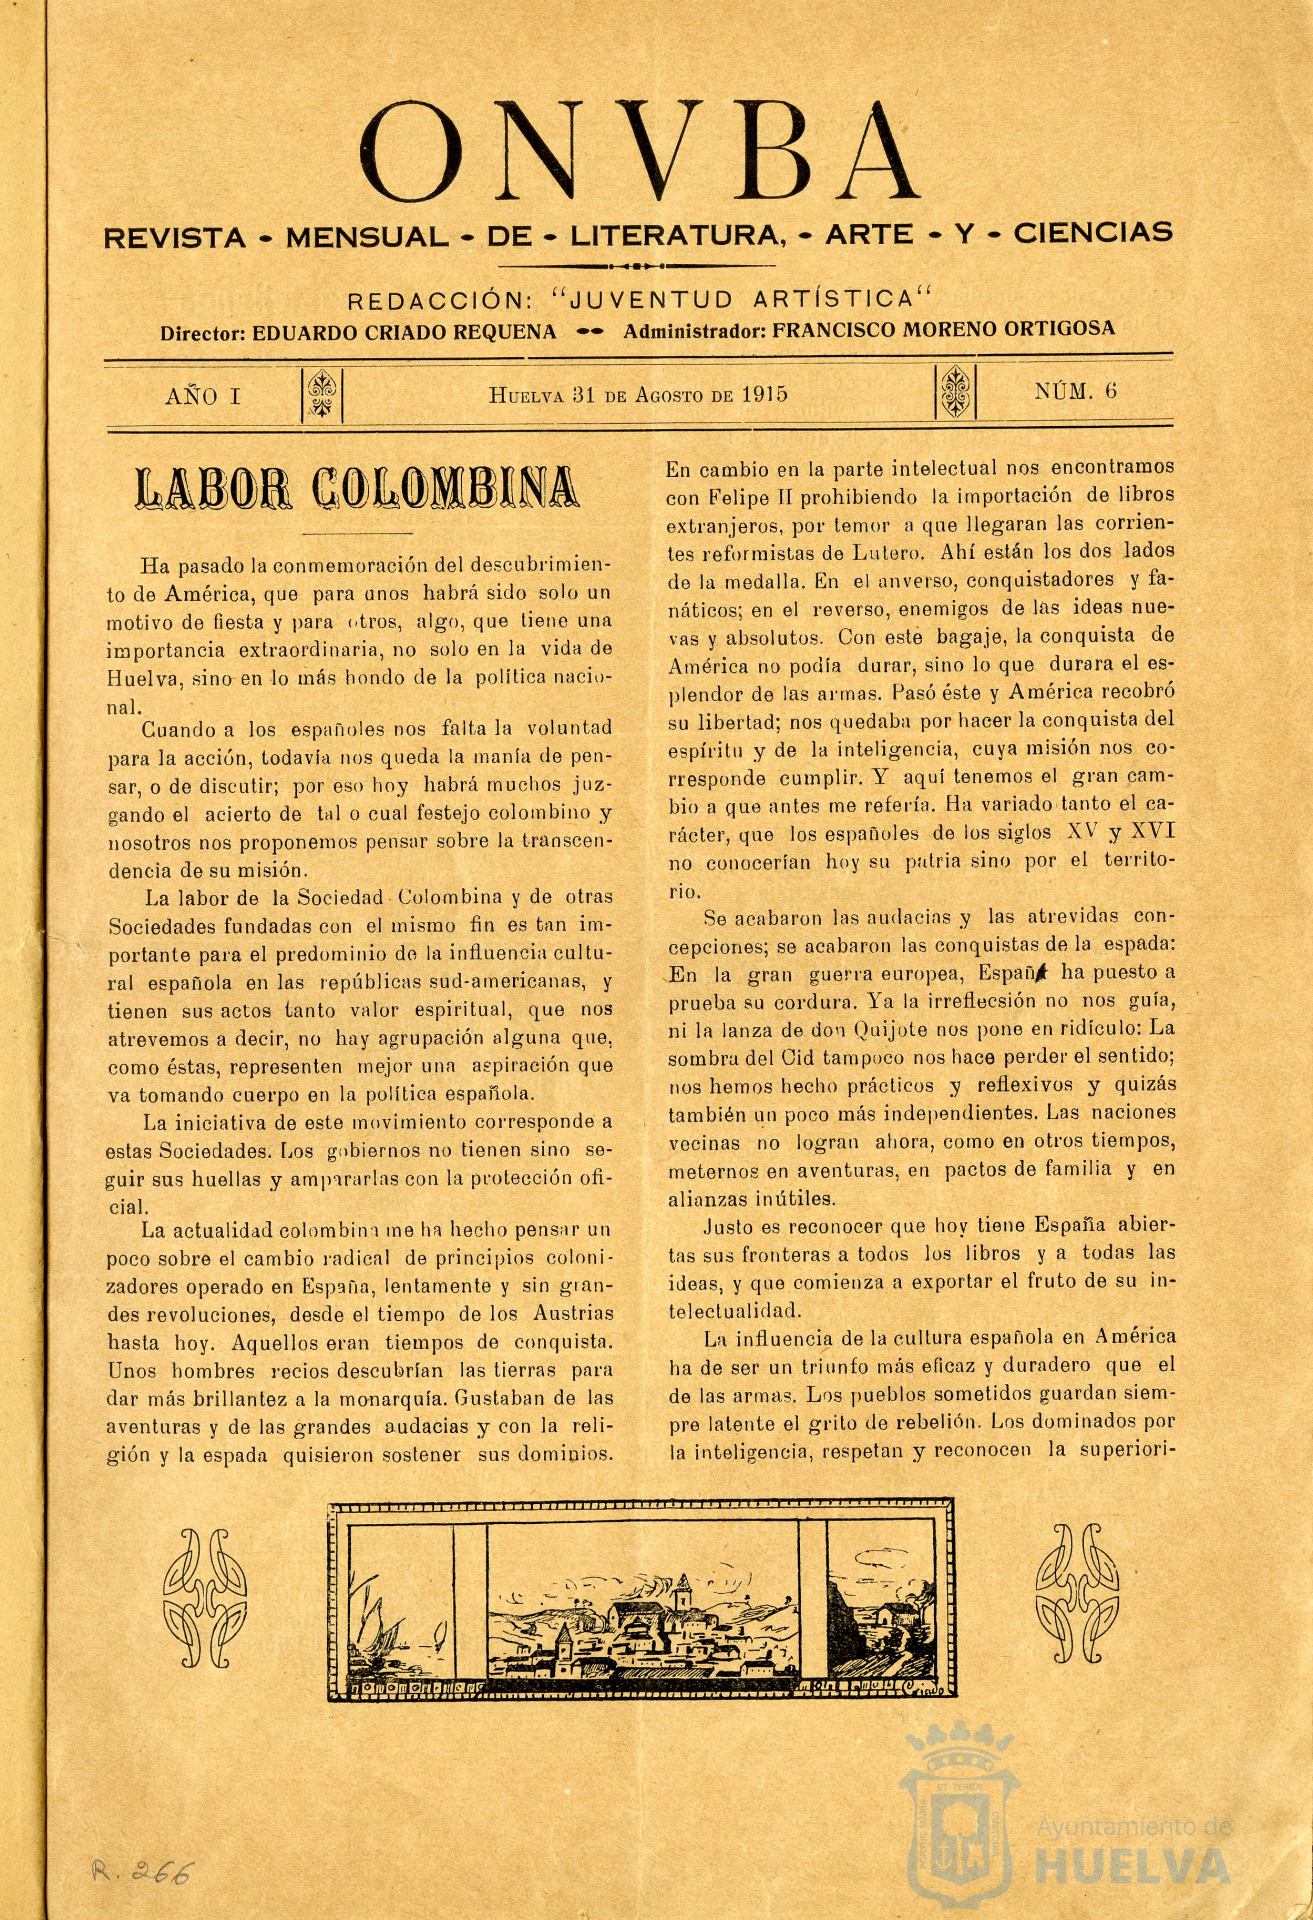 ONVBA
REVISTA - MENSUAL - DE - LITERATURA, - ARTE - Y - CIENCIAS
REDACCIÓN: “JUVENTUD ARTÍSTICA“
Director: EDUARDO CRIADO REQUENA Administrador: FRANCISCO MORENO ORTIGOSA
AÑO I HUELVA 31 DE AGOSTO DE 1915 NÚM. 6
LABOR COLOMBINA
Ha pasado la conmemoración del descubrimien-
to de América, que para unos habrá sido solo un
motivo de fiesta y para otros, algo, que tiene una
importancia extraordinaria, no solo en la vida de
Huelva, sino en lo más hondo de la política nacio-
nal.
Cuando a los españoles nos falta la voluntad
para la acción, todavía nos queda la manía de pen-
sar, o de discutir; por eso hoy habrá muchos juz-
gando el acierto de tal o cual festejo colombino y
nosotros nos proponemos pensar sobre la transcen-
dencia de su misión.
La labor de la Sociedad Colombina y de otras
Sociedades fundadas con el mismo fin es tan im-
portante para el predominio de la influencia cultu-
ral española en las repúblicas sud-americanas, y
tienen sus actos tanto valor espiritual, que nos
atrevemos a decir, no hay agrupación alguna que,
como éstas, representen mejor una aspiración que
va tomando cuerpo en la política española.
La iniciativa de este movimiento corresponde a
estas Sociedades. Los gobiernos no tienen sino se-
guir sus huellas y ampararlas con la protección ofi-
cial.
La actualidad colombina me ha hecho pensar un
poco sobre el cambio radical de principios coloni-
zadores operado en España, lentamente y sin gran-
des revoluciones, desde el tiempo de los Austrias
hasta hoy. Aquellos eran tiempos de conquista.
Unos hombres recios descubrían las tierras para
dar más brillantez a la monarquía. Gustaban de las
aventuras y de las grandes audacias y con la reli-
gión y la espada quisieron sostener sus dominios.
En cambio en la parte intelectual nos encontramos
con Felipe II prohibiendo la importación de libros
extranjeros, por temor a que llegaran las corrien-
tes reformistas de Lutero. Ahí están los dos lados
de la medalla. En el anverso, conquistadores y fa-
náticos; en el reverso, enemigos de las ideas nue-
vas y absolutos. Con este bagaje, la conquista de
América no podía durar, sino lo que durara el es-
plendor de las armas. Pasó éste y América recobró
su libertad; nos quedaba por hacer la conquista del
espíritu y de la inteligencia, cuya misión nos co-
rresponde cumplir. Y aquí tenemos el gran cam-
bio a que antes me refería. Ha variado tanto el ca-
rácter, que los españoles de los siglos XV y XVI
no conocerían hoy su patria sino por el territo-
rio.
Se acabaron las audacias y las atrevidas con-
cepciones; se acabaron las conquistas de la espada:
En la gran guerra europea, España ha puesto a
prueba su cordura. Ya la irreflecsión no nos guía,
ni la lanza de don Quijote nos pone en ridículo: La
sombra del Cid tampoco nos hace perder el sentido;
nos hemos hecho prácticos y reflexivos y quizás
también un poco más independientes. Las naciones
vecinas no logran ahora, como en otros tiempos,
meternos en aventuras, en pactos de familia y en
alianzas inútiles.
Justo es reconocer que hoy tiene España abier-
tas sus fronteras a todos los libros y a todas las
ideas, y que comienza a exportar el fruto de su in-
telectualidad.
La influencia de la cultura española en América
ha de ser un triunfo más eficaz y duradero que el
de las armas. Los pueblos sometidos guardan siem-
pre latente el grito de rebelión. Los dominados por
la inteligencia, respetan y reconocen la superiori-
Criado
R. 266
Ayuntamiento de
HUELVA